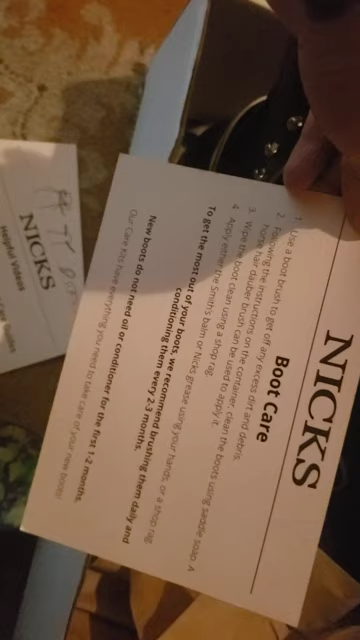 NICKS
Boot Care
1. Use a boot brush to get off any excess dirt and debris.
2. Following the instructions on the container, clean the boots using saddle soap. A
horse hair dauber brush can be used to apply it.
3. Wipe the boot clean using a shop rag.
4. Apply either the Smith's balm or Nicks grease using your hands, or a shop rag.
To get the most out of your boots, we recommend brushing them daily and
conditioning them every 2-3 months.
New boots do not need oil or conditioner for the first 1-2 months.
Our Care Kits have everything you need to take care of your new boots!
NICKS
Helpful Videos